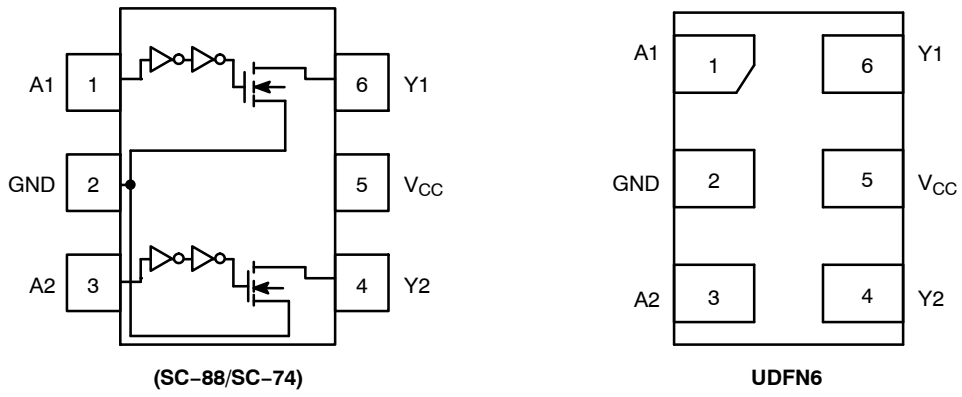 A1 1 6 Y1
GND 2 5 VCC
A2 3 4 Y2
(SC−88/SC−74)
A1 1 6 Y1
GND 2 5 VCC
A2 3 4 Y2
UDFN6